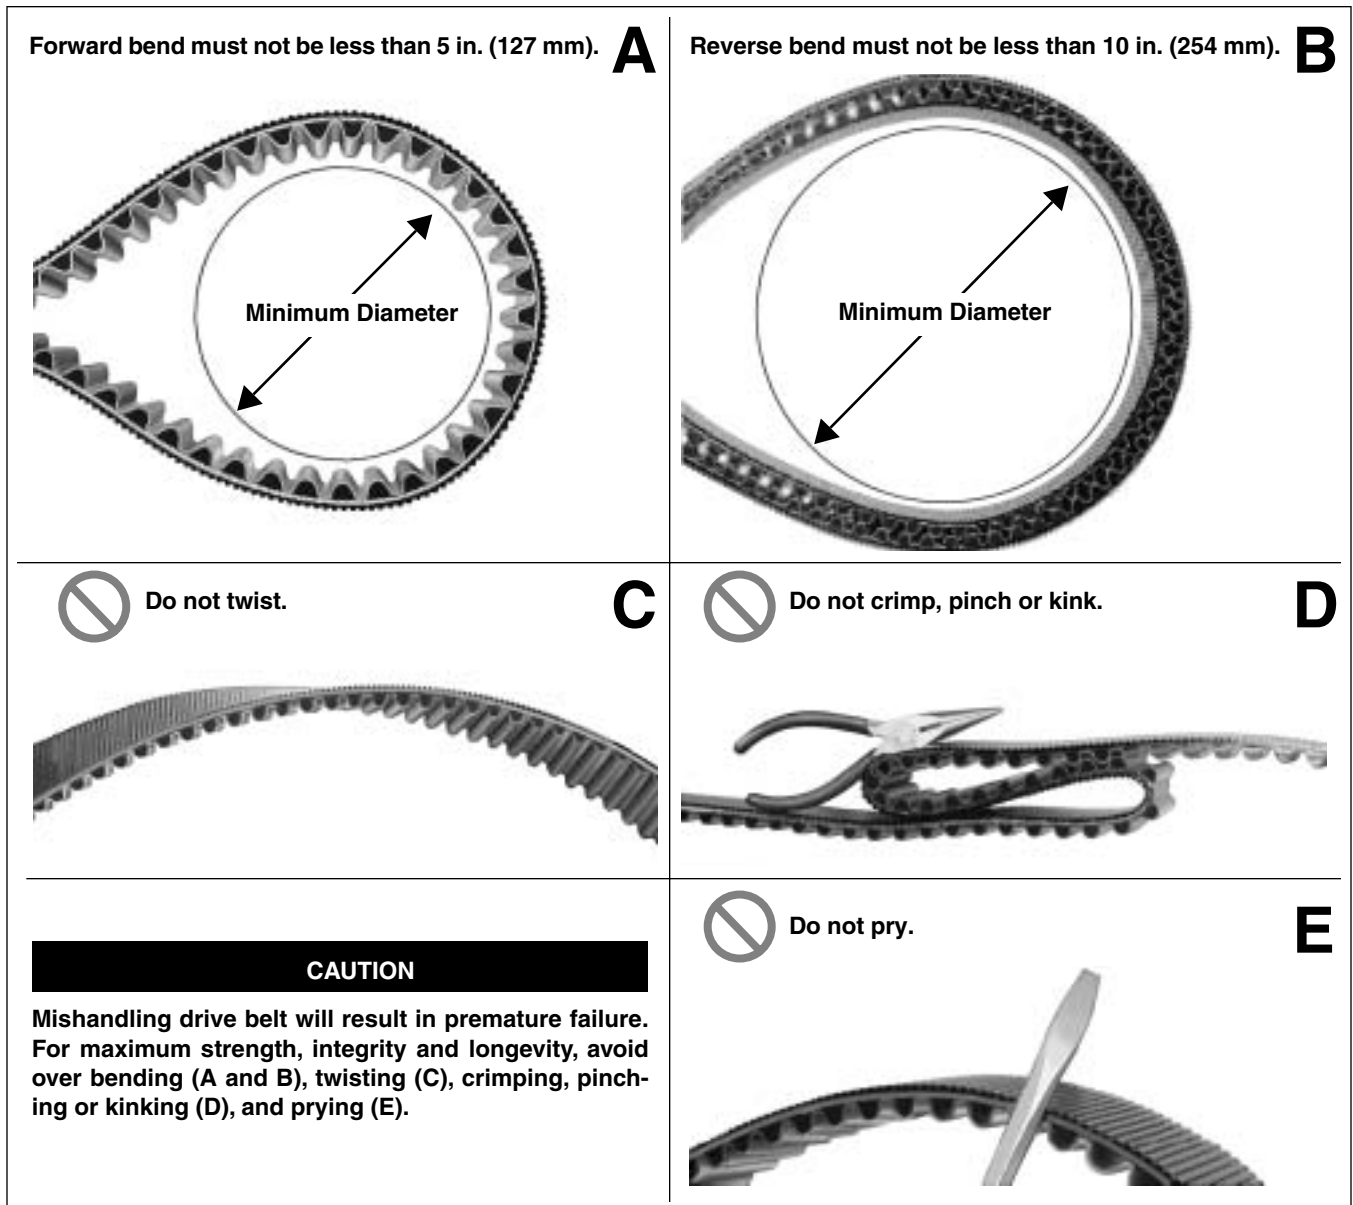 Forward bend must not be less than 5 in. (127 mm). A
Minimum Diameter
Reverse bend must not be less than 10 in. (254 mm). B
Minimum Diameter
Do not twist. C
Do not crimp, pinch or kink. D
CAUTION
Mishandling drive belt will result in premature failure.
For maximum strength, integrity and longevity, avoid
over bending (A and B), twisting (C), crimping, pinch-
ing or kinking (D), and prying (E).
Do not pry. E